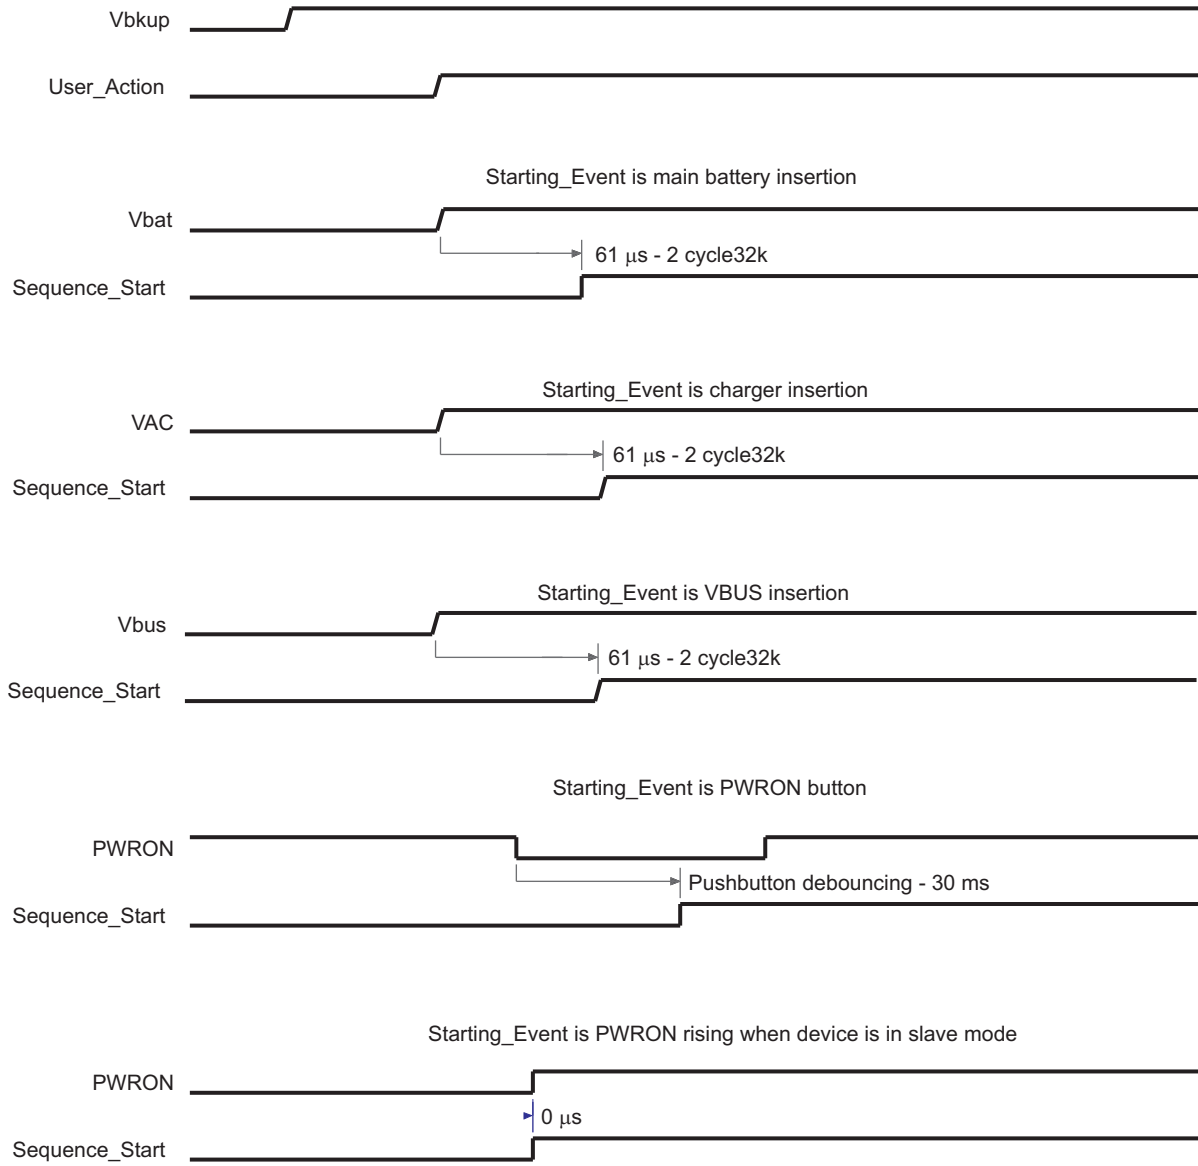 Vbkup
User_Action
Starting_Event is main battery insertion
Vbat
61 μs - 2 cycle32k
Sequence_Start
Starting_Event is charger insertion
VAC
61 μs - 2 cycle32k
Sequence_Start
Starting_Event is VBUS insertion
Vbus
61 μs - 2 cycle32k
Sequence_Start
Starting_Event is PWRON button
PWRON
Pushbutton debouncing - 30 ms
Sequence_Start
Starting_Event is PWRON rising when device is in slave mode
PWRON
0 μs
Sequence_Start